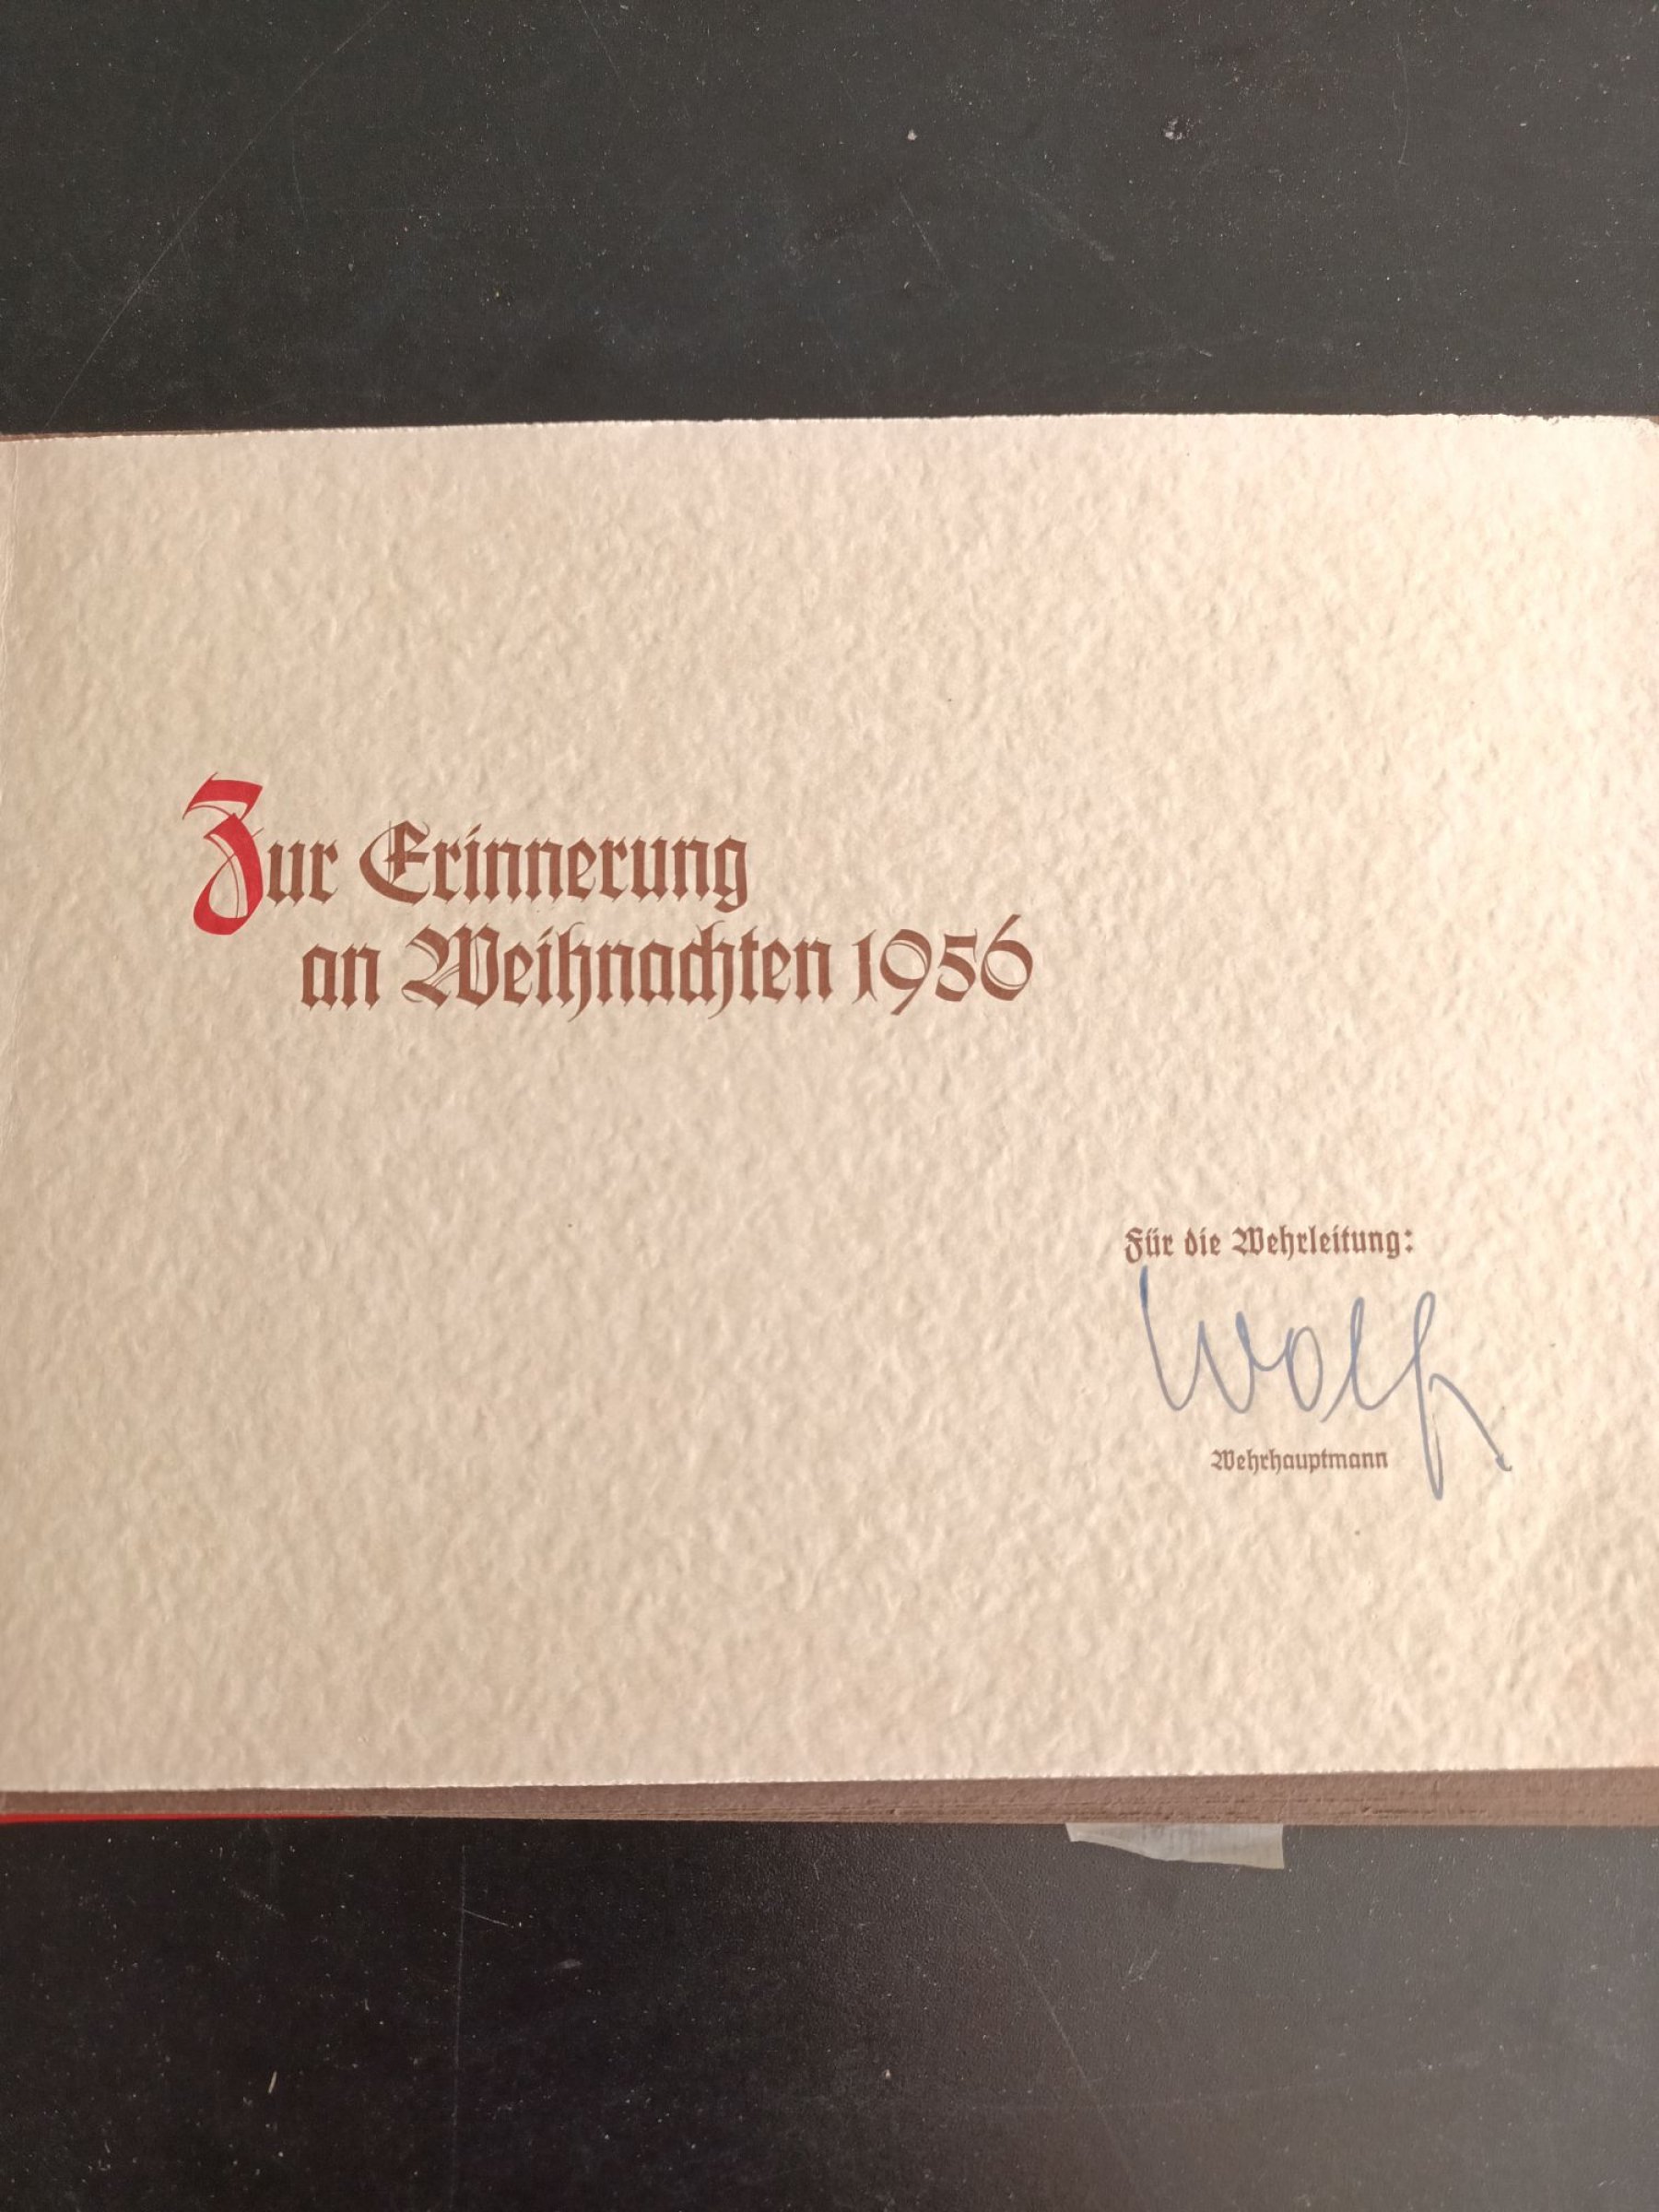 Zur Erinnerung
an Weihnachten 1956
Für die Wehrleitung:
Wolf
Wehrhauptmann